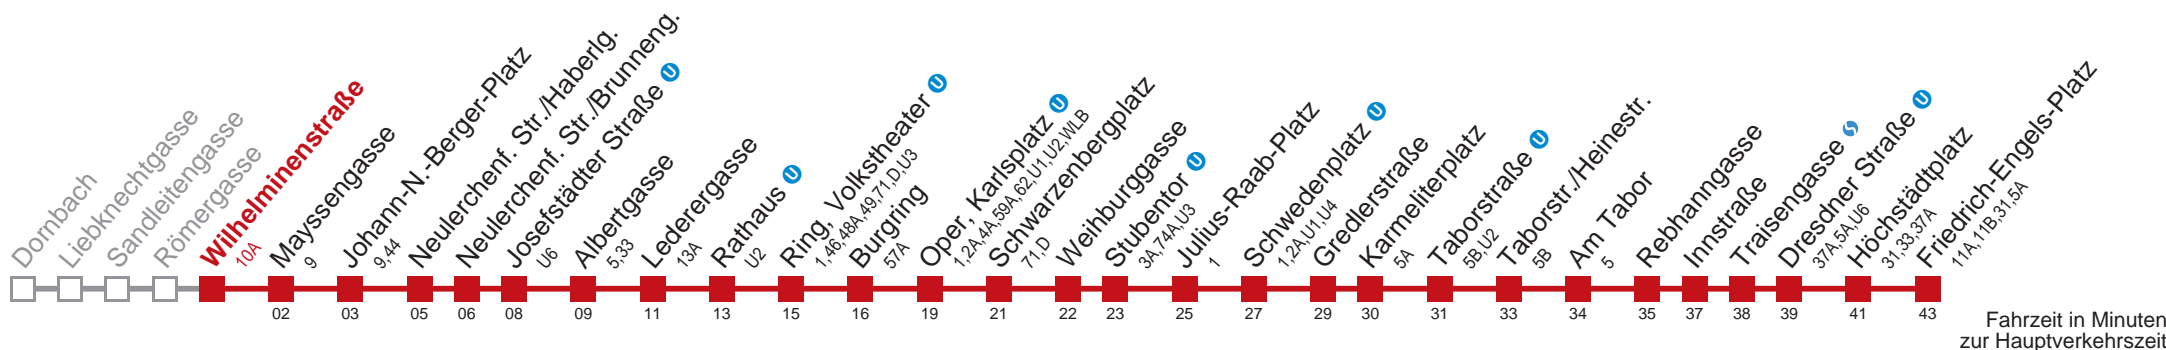 Dornbach
Liebknechtgasse
Sandleitengasse
Römergasse
Wilhelminenstraße
10A
Mayssengasse
9
Johann-N.-Berger-Platz
9,44
Neulerchenf. Str./Haberlg.
Neulerchenf. Str./Brunneng.
Josefstädter Straße U
U6
Albertgasse
5,33
Lederergasse
13A
Rathaus U
U2
Ring, Volkstheater U
1,46,48A,49,71,D,U3
Burgring
57A
Oper, Karlsplatz U
1,2A,4A,59A,62,U1,U2,WLB
Schwarzenbergplatz
71,D
Weihburggasse
Stubentor U
3A,74A,U3
Julius-Raab-Platz
1
Schwedenplatz U
1,2A,U1,U4
Gredlerstraße
Karmeliterplatz
5A
Taborstraße U
5B,U2
Taborstr./Heinestr.
5B
Am Tabor
5
Rebhanngasse
Innstraße
Traisengasse
Dresdner Straße U
37A,5A,U6
Höchstädtplatz
31,33,37A
Friedrich-Engels-Platz
11A,11B,31,5A
02 03 05 06 08 09 11 13 15 16 19 21 22 23 25 27 29 30 31 33 34 35 37 38 39 41 43
Fahrzeit in Minuten
zur Hauptverkehrszeit